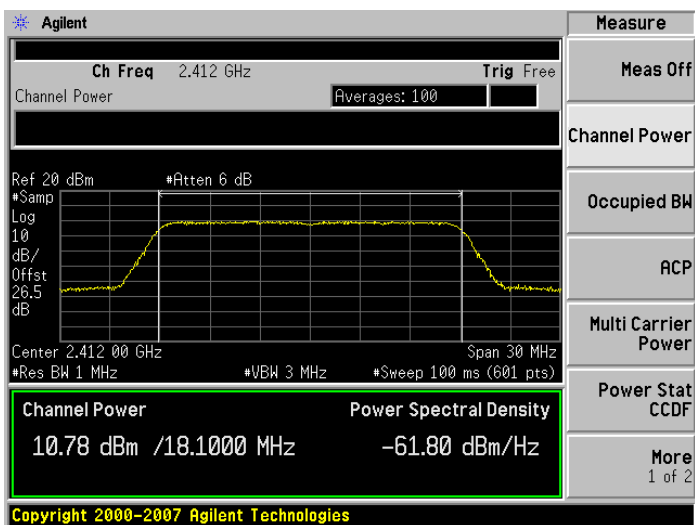 Agilent
Measure
Ch Freq 2.412 GHz Trig Free
Channel Power Averages: 100
Ref 20 dBm #Atten 6 dB
#Samp
Log
10
dB/
Offst
26.5
dB
Center 2.412 00 GHz Span 30 MHz
#Res BW 1 MHz #VBW 3 MHz #Sweep 100 ms (601 pts)
Channel Power Power Spectral Density
10.78 dBm /18.1000 MHz -61.80 dBm/Hz
Copyright 2000-2007 Agilent Technologies
Meas Off
Channel Power
Occupied BW
ACP
Multi Carrier
Power
Power Stat
CCDF
More
1 of 2